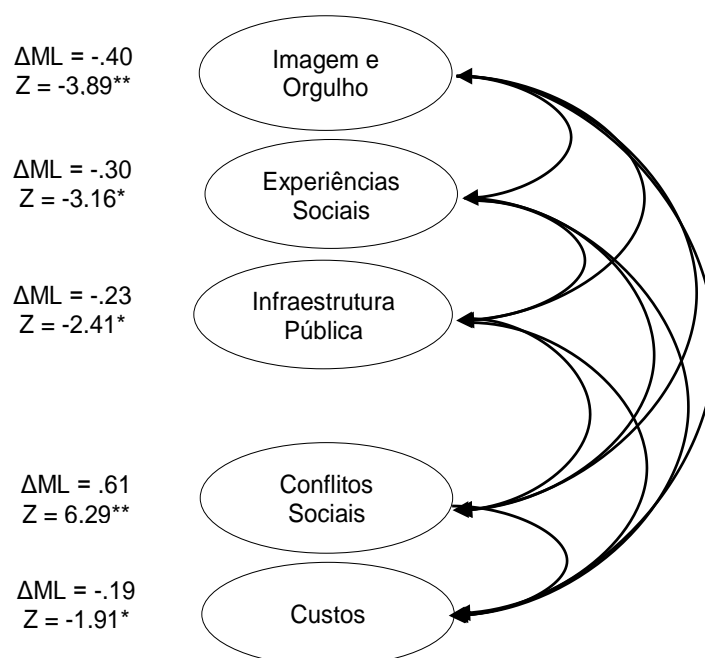 ΔML = -.40
Z = -3.89**
Imagem e
Orgulho
ΔML = -.30
Z = -3.16*
Experiências
Sociais
ΔML = -.23
Z = -2.41*
Infraestrutura
Pública
ΔML = .61
Z = 6.29**
Conflitos
Sociais
ΔML = -.19
Z = -1.91*
Custos